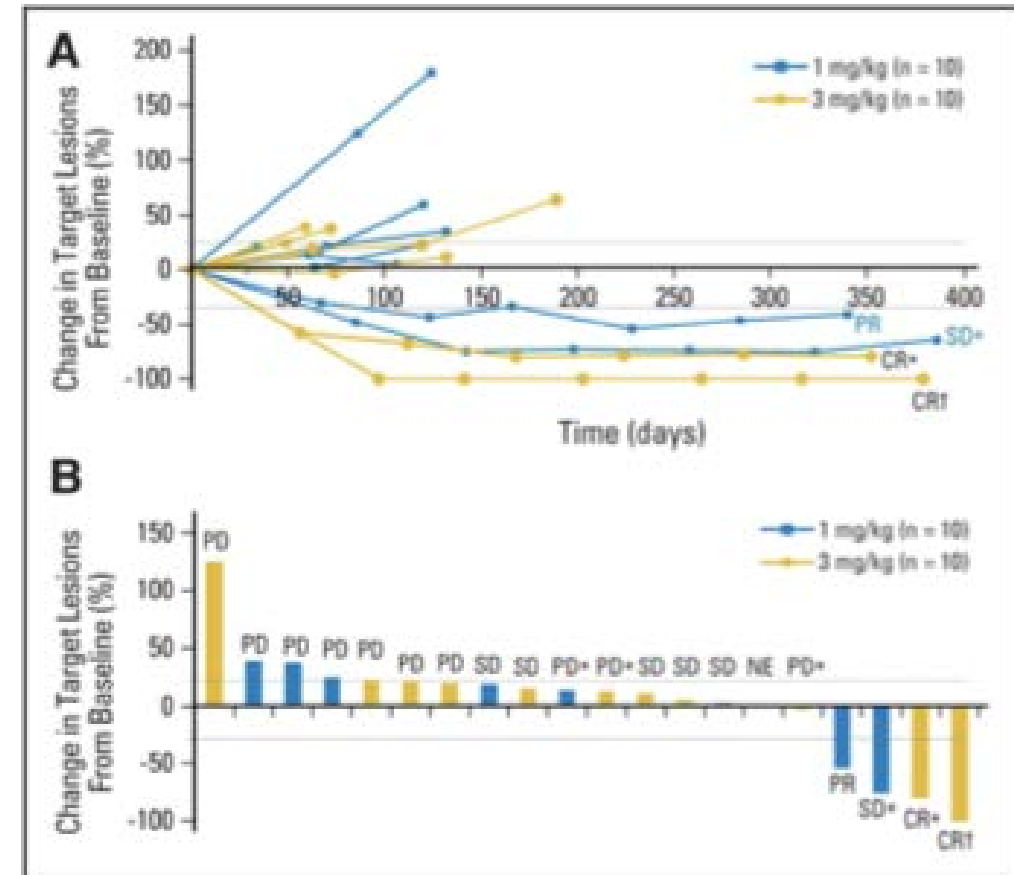 A
Change in Target Lesions
From Baseline (%)
200
150
100
50
0
-50
-100
1 mg/kg (n = 10)
3 mg/kg (n = 10)
50 100 150 200 250 300 350 400
PR
SD*
CR*
CR†
Time (days)
B
Change in Target Lesions
From Baseline (%)
150
100
50
0
-50
-100
1 mg/kg (n = 10)
3 mg/kg (n = 10)
PD
PD PD PD PD PD PD SD SD PD* PD* SD SD SD NE PD*
PR
SD*
CR*
CR†